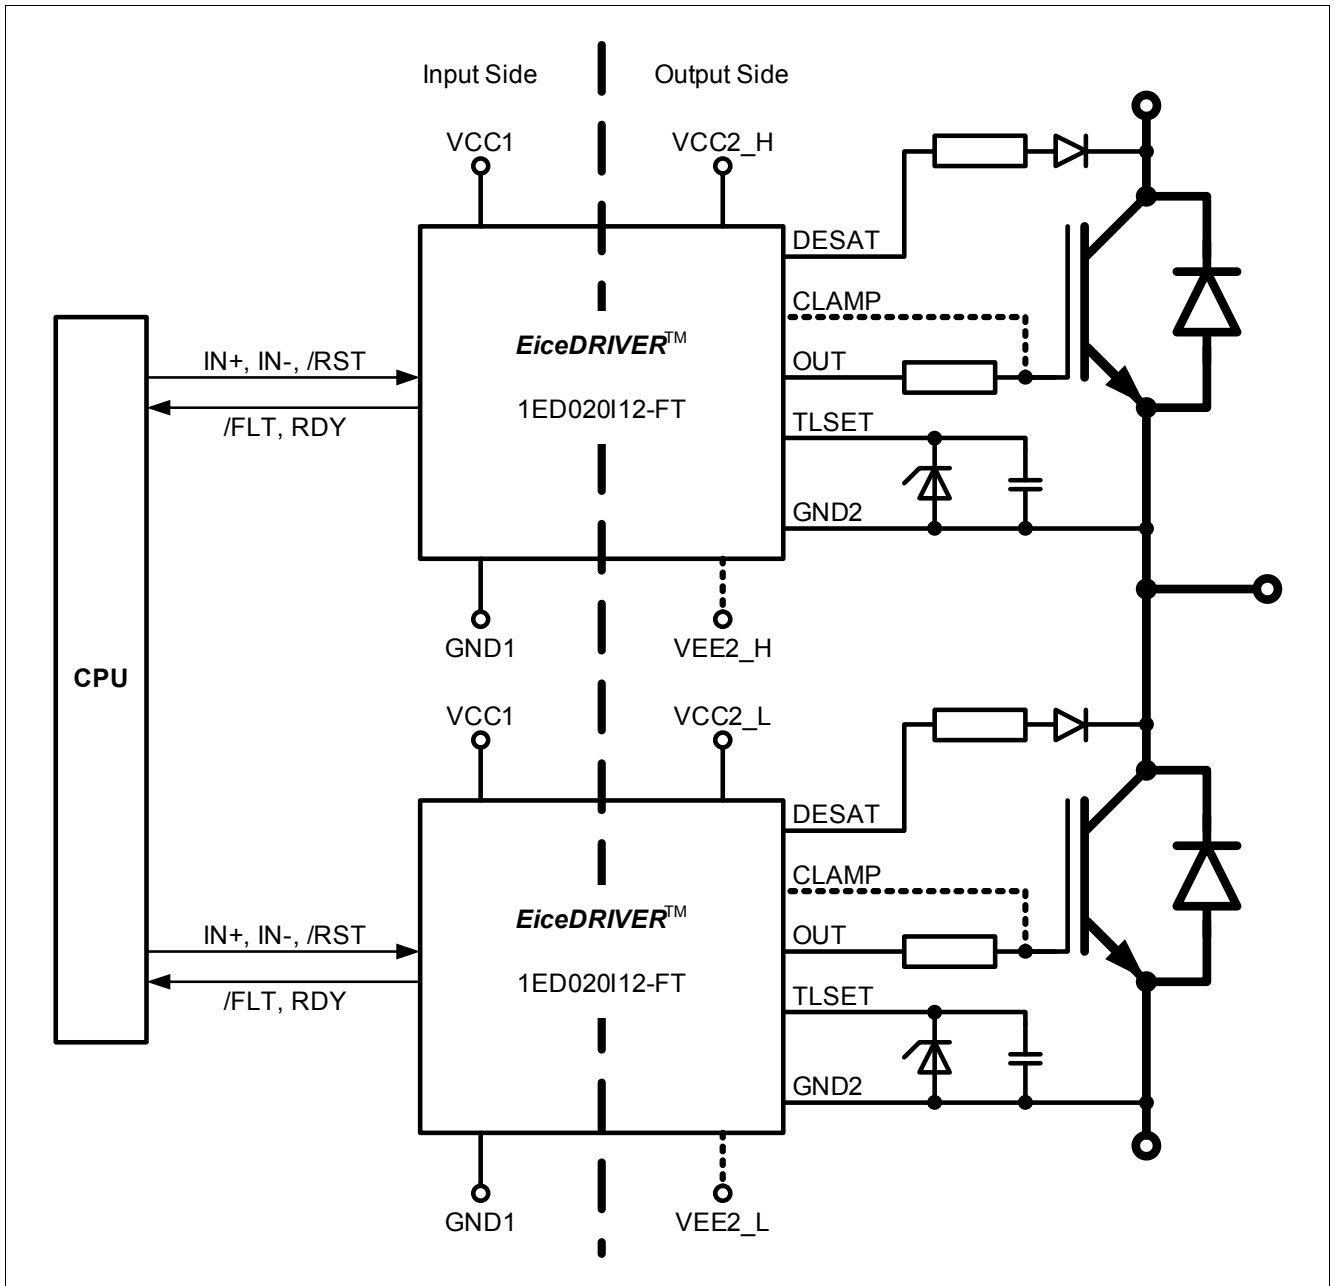 Input Side
Output Side
VCC1
VCC2_H
DESAT
CLAMP
EiceDRIVER™
IN+, IN-, /RST
OUT
1ED020I12-FT
/FLT, RDY
TLSET
GND2
GND1
VEE2_H
CPU
VCC1
VCC2_L
DESAT
CLAMP
EiceDRIVER™
IN+, IN-, /RST
OUT
1ED020I12-FT
/FLT, RDY
TLSET
GND2
GND1
VEE2_L